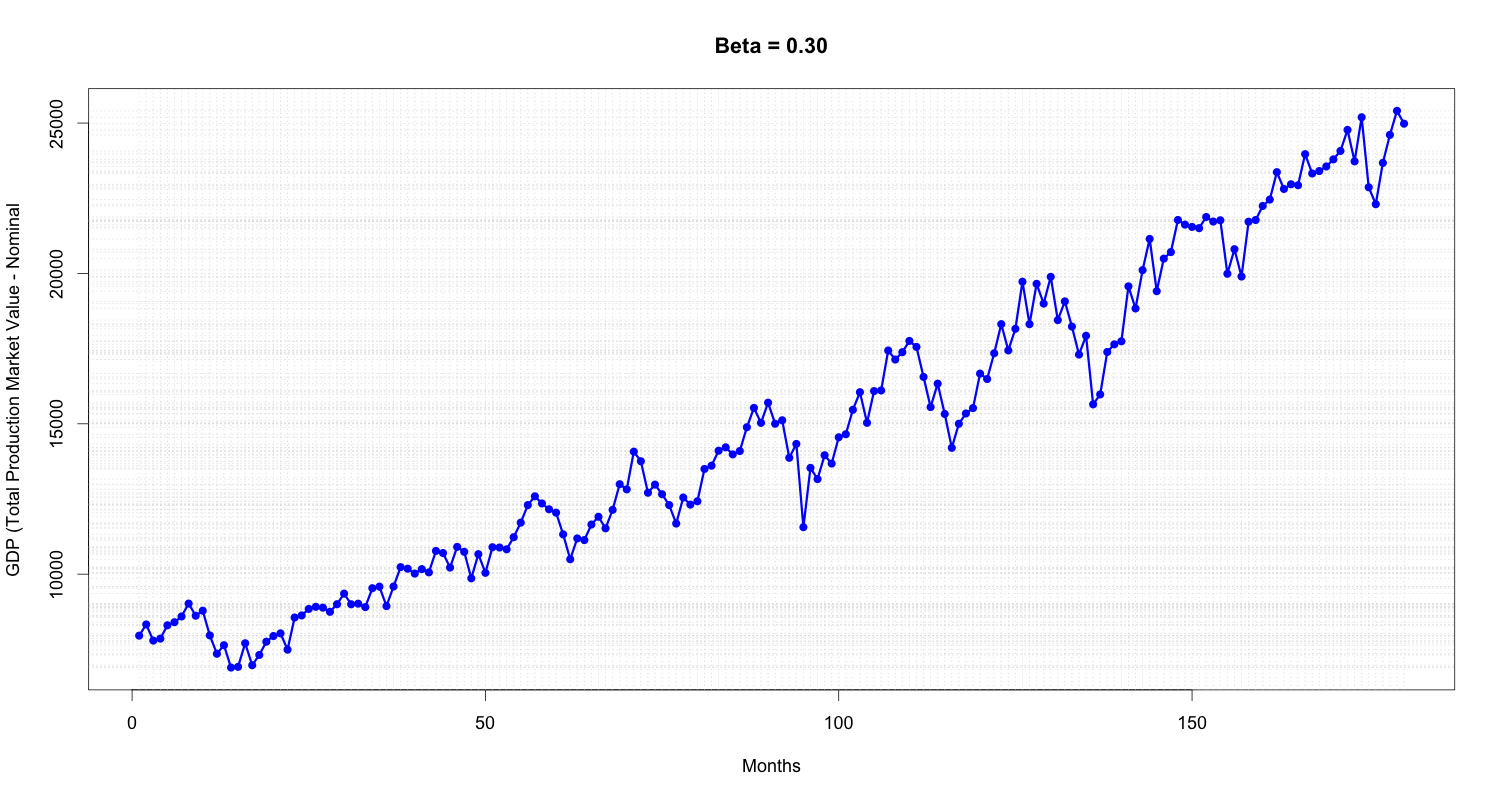 Beta = 0.30
GDP (Total Production Market Value - Nominal
25000
20000
15000
10000
0
50
100
150
Months